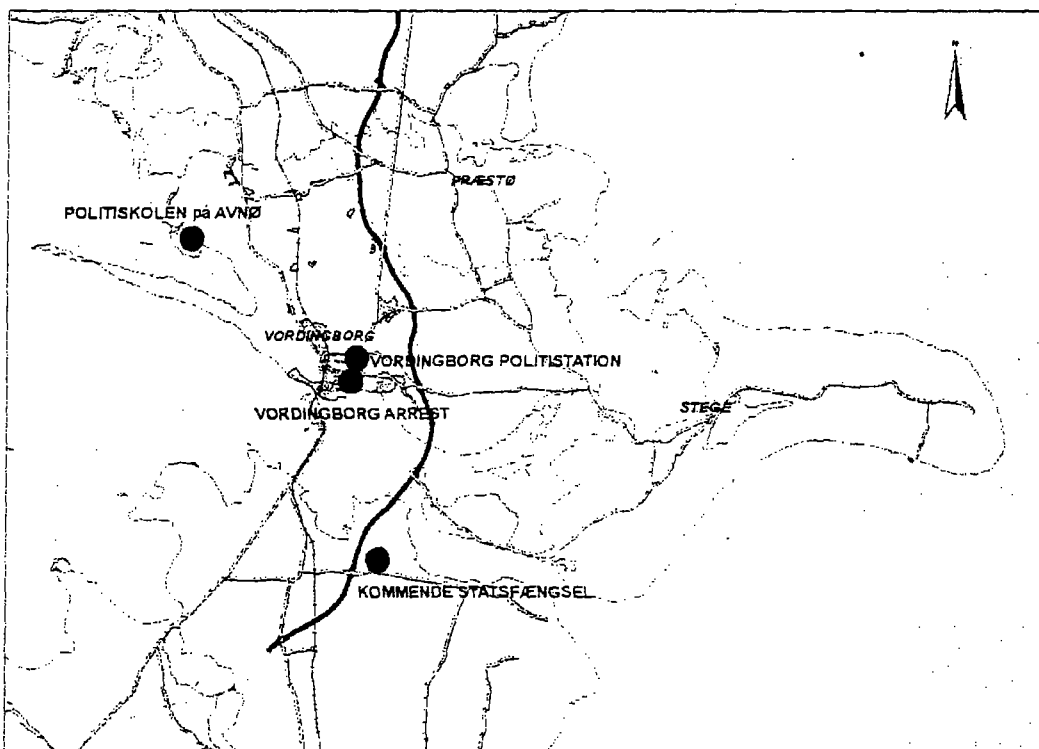 PRÆSTØ
POLITISKOLEN på AVNØ
VORDINGBORG
VORDINGBORG POLITISTATION
VORDINGBORG ARREST
STEGE
KOMMENDE STATSFÆNGSEL